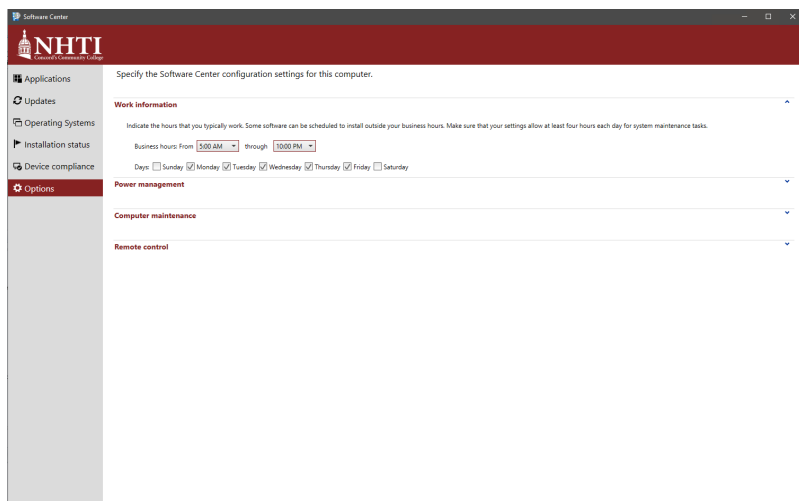 Software Center
NHTI
Concord's Community College
Applications
Updates
Operating Systems
Installation status
Device compliance
Options
Specify the Software Center configuration settings for this computer.
Work information
Indicate the hours that you typically work. Some software can be scheduled to install outside your business hours. Make sure that your settings allow at least four hours each day for system maintenance tasks.
Business hours: From 5:00 AM through 10:00 PM
Days: Sunday Monday Tuesday Wednesday Thursday Friday Saturday
Power management
Computer maintenance
Remote control